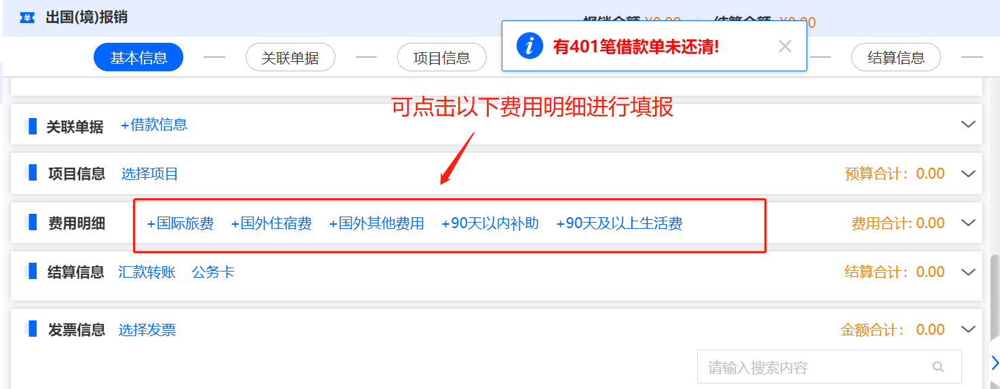 出国(境)报销
报销金额 ¥0.00 结算金额: ¥0.00
有401笔借款单未还清!
基本信息 关联单据 项目信息 结算信息
可点击以下费用明细进行填报
关联单据 +借款信息
项目信息 选择项目 预算合计: 0.00
费用明细 +国际旅费 +国外住宿费 +国外其他费用 +90天以内补助 +90天及以上生活费 费用合计: 0.00
结算信息 汇款转账 公务卡 结算合计: 0.00
发票信息 选择发票 金额合计: 0.00
请输入搜索内容